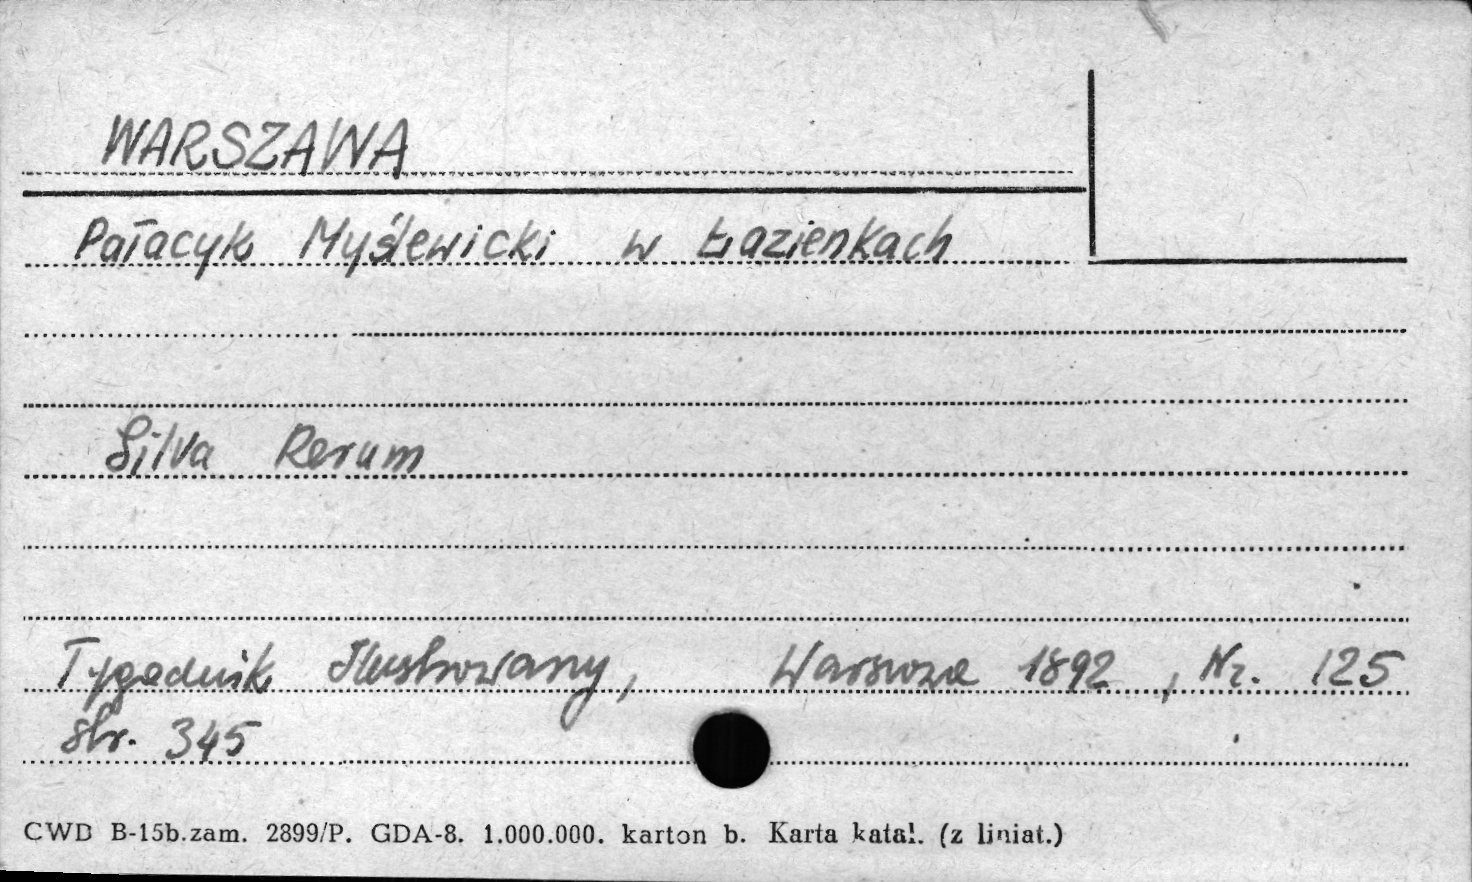 WARSZAWA
Pałacyk Myślewicki w Łazienkach
Silva Rerum
Tygodnik Ilustrowany, Warszawa 1892, Nr. 125
str. 345
CWD B-15b.zam. 2899/P. GDA-8. 1.000.000. karton b. Karta katal. (z liniat.)